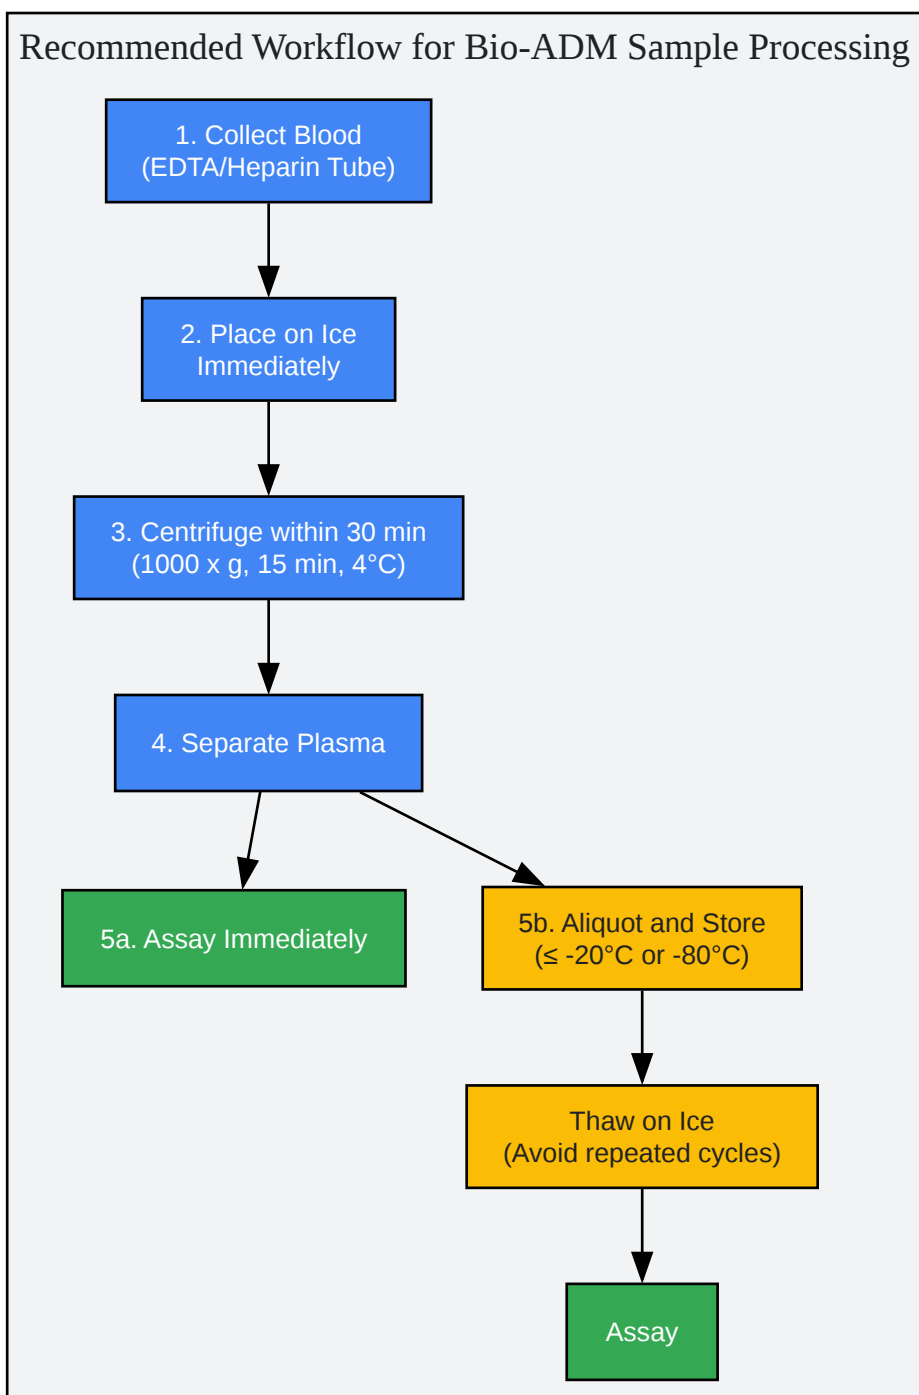 Recommended Workflow for Bio-ADM Sample Processing
1. Collect Blood
(EDTA/Heparin Tube)
2. Place on Ice
Immediately
3. Centrifuge within 30 min
(1000 x g, 15 min, 4°C)
4. Separate Plasma
5a. Assay Immediately
5b. Aliquot and Store
(≤ -20°C or -80°C)
Thaw on Ice
(Avoid repeated cycles)
Assay